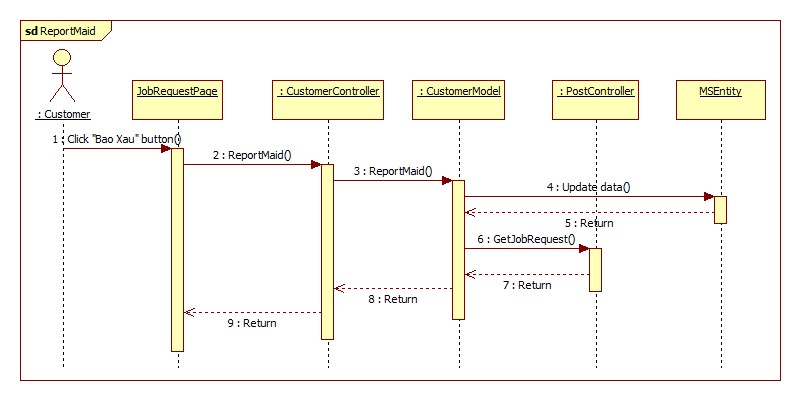 sd ReportMaid
: Customer
JobRequestPage
: CustomerController
: CustomerModel
: PostController
MSEntity
1 : Click "Bao Xau" button()
2 : ReportMaid()
3 : ReportMaid()
4 : Update data()
5 : Return
6 : GetJobRequest()
7 : Return
8 : Return
9 : Return